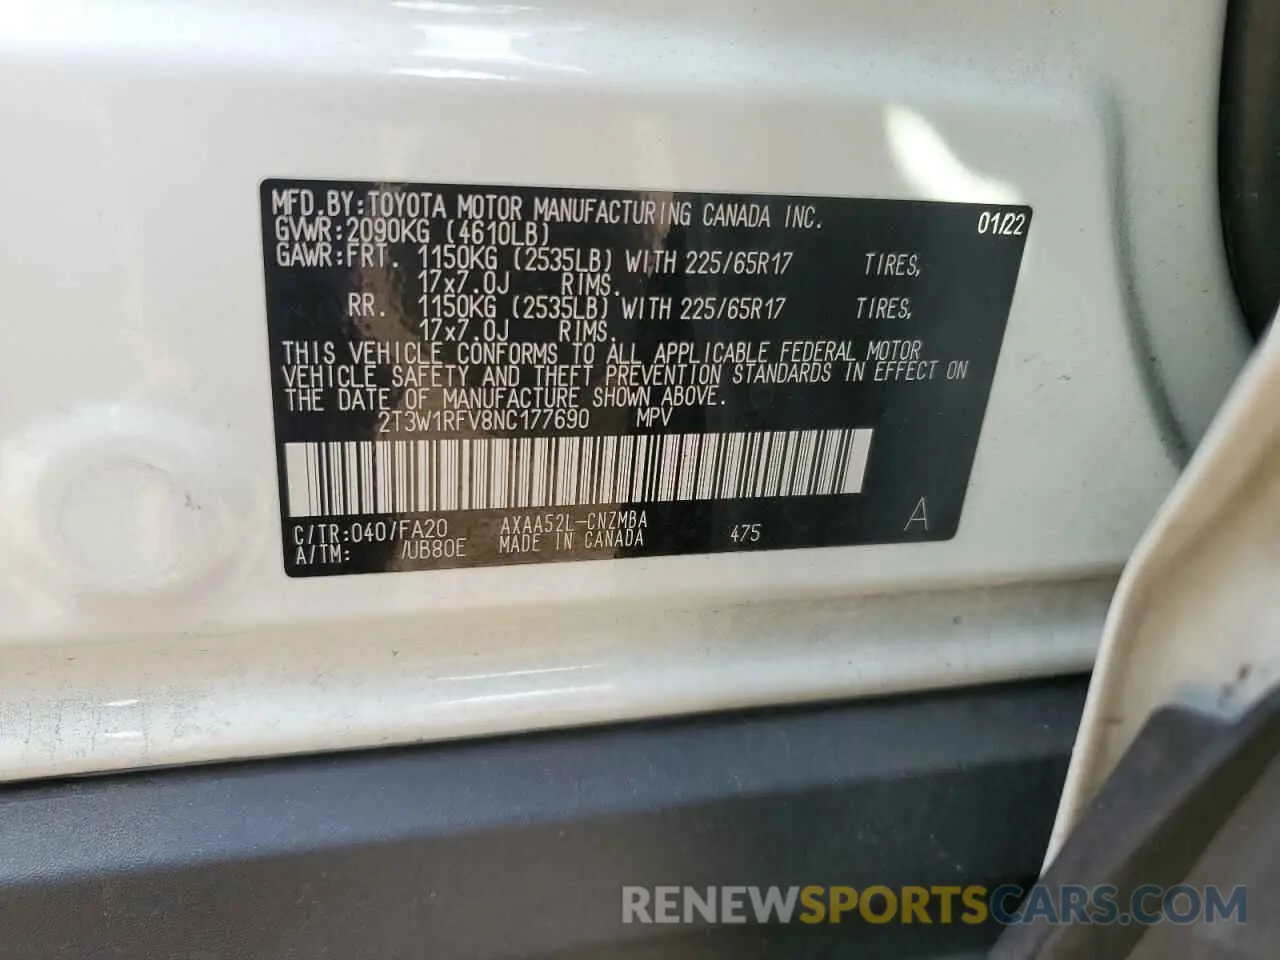 MFD.BY:TOYOTA MOTOR MANUFACTURING CANADA INC. 01/22
GVWR:2090KG (4610LB)
GAWR:FRT. 1150KG (2535LB) WITH 225/65R17 TIRES,
17x7.0J RIMS.
RR. 1150KG (2535LB) WITH 225/65R17 TIRES,
17x7.0J RIMS.
THIS VEHICLE CONFORMS TO ALL APPLICABLE FEDERAL MOTOR
VEHICLE SAFETY AND THEFT PREVENTION STANDARDS IN EFFECT ON
THE DATE OF MANUFACTURE SHOWN ABOVE.
2T3W1RFV8NC177690 MPV
C/TR:040/FA20 AXAA52L-CNZMBA 475 A
A/TM: /UB80E MADE IN CANADA
RENEWSPORTSCARS.COM